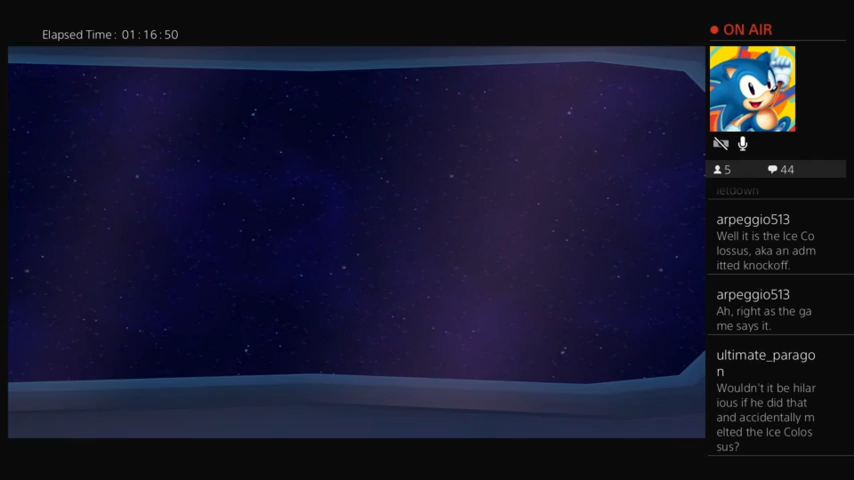 Elapsed Time: 01:16:50
ON AIR
5
44
letdown
arpeggio513
Well it is the Ice Co
lossus, aka an adm
itted knockoff.
arpeggio513
Ah, right as the ga
me says it.
ultimate_parago
n
Wouldn't it be hilar
ious if he did that
and accidentally m
elted the Ice Colos
sus?